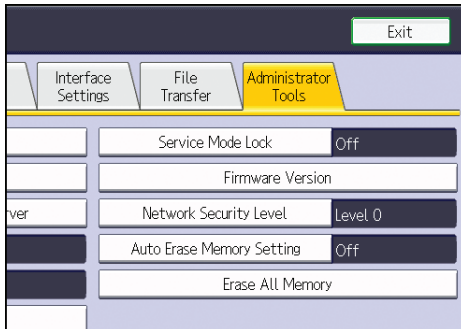 Exit
Interface
Settings
File
Transfer
Administrator
Tools
Service Mode Lock
Off
Firmware Version
Network Security Level
Level 0
Auto Erase Memory Setting
Off
Erase All Memory